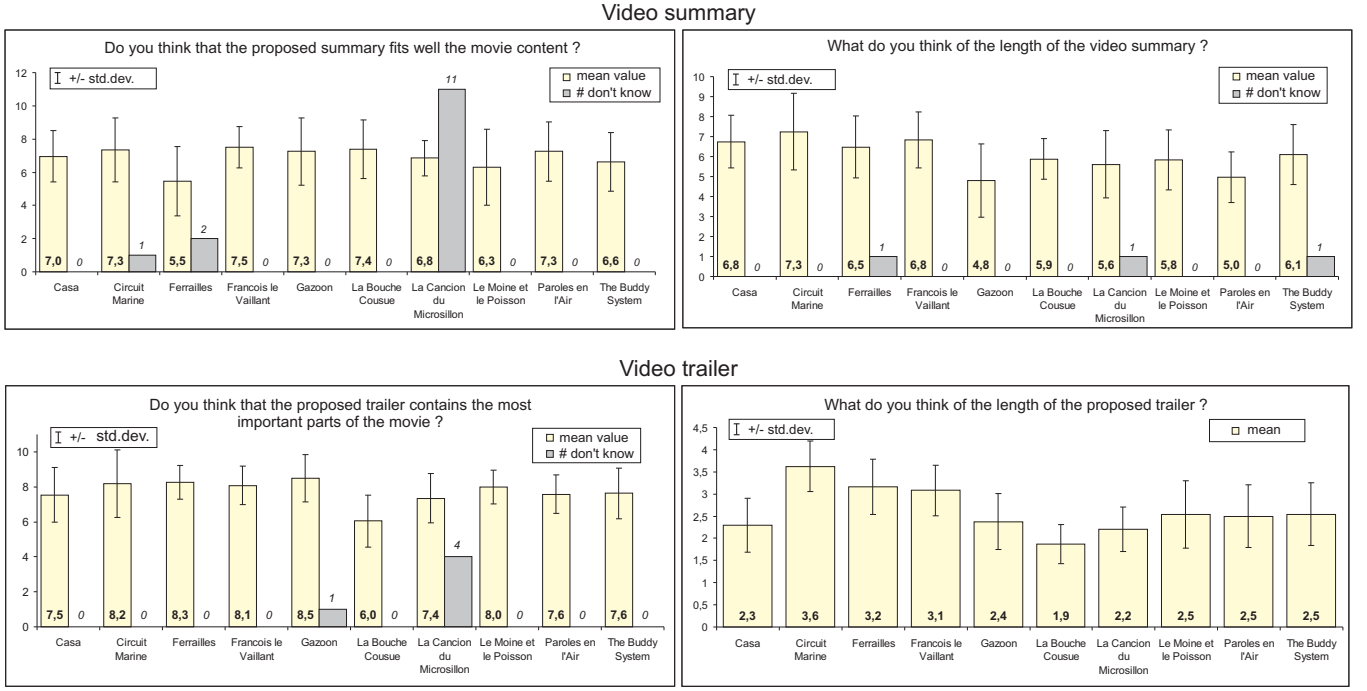 Video summary
Do you think that the proposed summary fits well the movie content ?
+/- std.dev.
mean value
# don't know
12
10
8
6
4
2
0
7,0 0 7,3 1 5,5 2 7,5 0 7,3 0 7,4 0 6,8 11 6,3 0 7,3 0 6,6 0
Casa Circuit Ferrailles Francois le Gazoon La Bouche La Cancion Le Moine et Paroles en The Buddy
Marine Vaillant Cousue du le Poisson l'Air System
Microsillon
What do you think of the length of the video summary ?
+/- std.dev.
mean value
# don't know
10
9
8
7
6
5
4
3
2
1
0
6,8 0 7,3 0 6,5 1 6,8 0 4,8 0 5,9 0 5,6 1 5,8 0 5,0 0 6,1 1
Casa Circuit Ferrailles Francois le Gazoon La Bouche La Cancion Le Moine et Paroles en The Buddy
Marine Vaillant Cousue du le Poisson l'Air System
Microsillon
Video trailer
Do you think that the proposed trailer contains the most
important parts of the movie ?
+/- std.dev.
mean value
# don't know
10
8
6
4
2
0
7,5 0 8,2 0 8,3 0 8,1 0 8,5 1 6,0 0 7,4 4 8,0 0 7,6 0 7,6 0
Casa Circuit Ferrailles Francois le Gazoon La Bouche La Cancion Le Moine et Paroles en The Buddy
Marine Vaillant Cousue du le Poisson l'Air System
Microsillon
What do you think of the length of the proposed trailer ?
+/- std.dev.
mean
4,5
4
3,5
3
2,5
2
1,5
1
0,5
0
2,3 3,6 3,2 3,1 2,4 1,9 2,2 2,5 2,5 2,5
Casa Circuit Ferrailles Francois le Gazoon La Bouche La Cancion Le Moine et Paroles en The Buddy
Marine Vaillant Cousue du le Poisson l'Air System
Microsillon